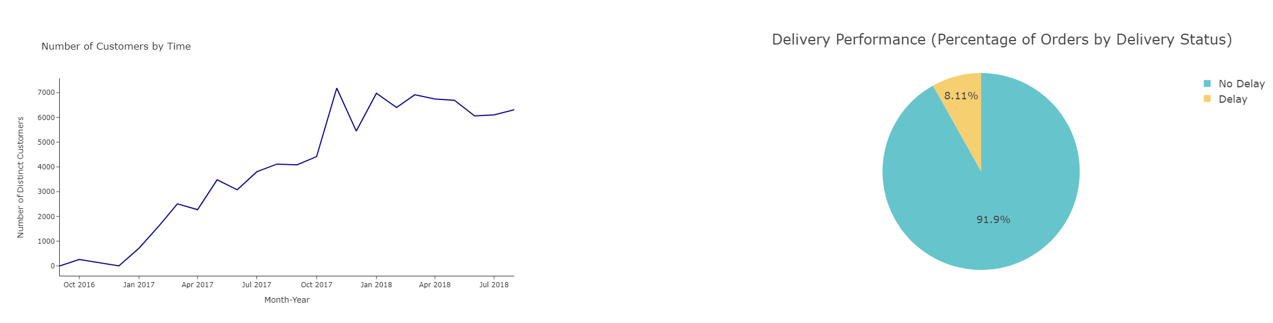 Number of Customers by Time
Number of Distinct Customers
7000
6000
5000
4000
3000
2000
1000
0
Oct 2016 Jan 2017 Apr 2017 Jul 2017 Oct 2017 Jan 2018 Apr 2018 Jul 2018
Month-Year
Delivery Performance (Percentage of Orders by Delivery Status)
8.11%
91.9%
No Delay
Delay